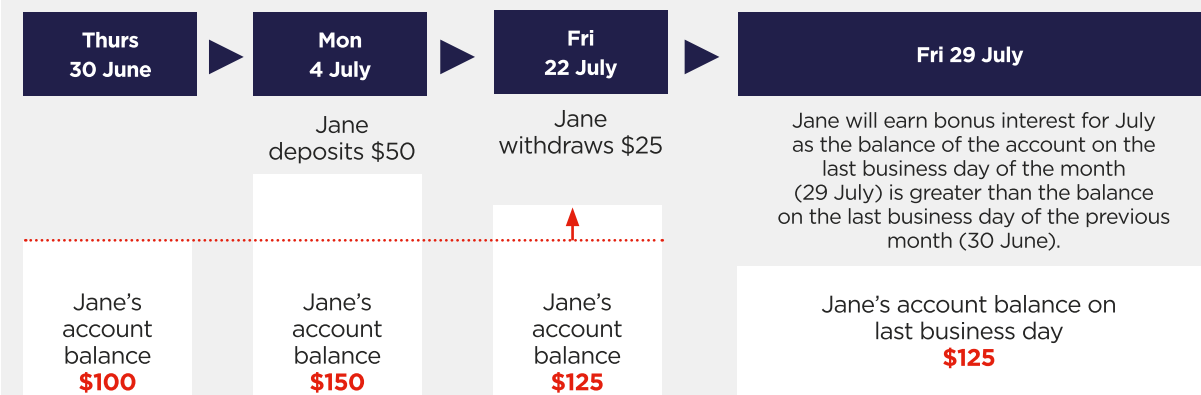 Thurs
30 June
Mon
4 July
Fri
22 July
Fri 29 July
Jane
deposits $50
Jane
withdraws $25
Jane will earn bonus interest for July
as the balance of the account on the
last business day of the month
(29 July) is greater than the balance
on the last business day of the previous
month (30 June).
Jane’s
account
balance
$100
Jane’s
account
balance
$150
Jane’s
account
balance
$125
Jane’s account balance on
last business day
$125